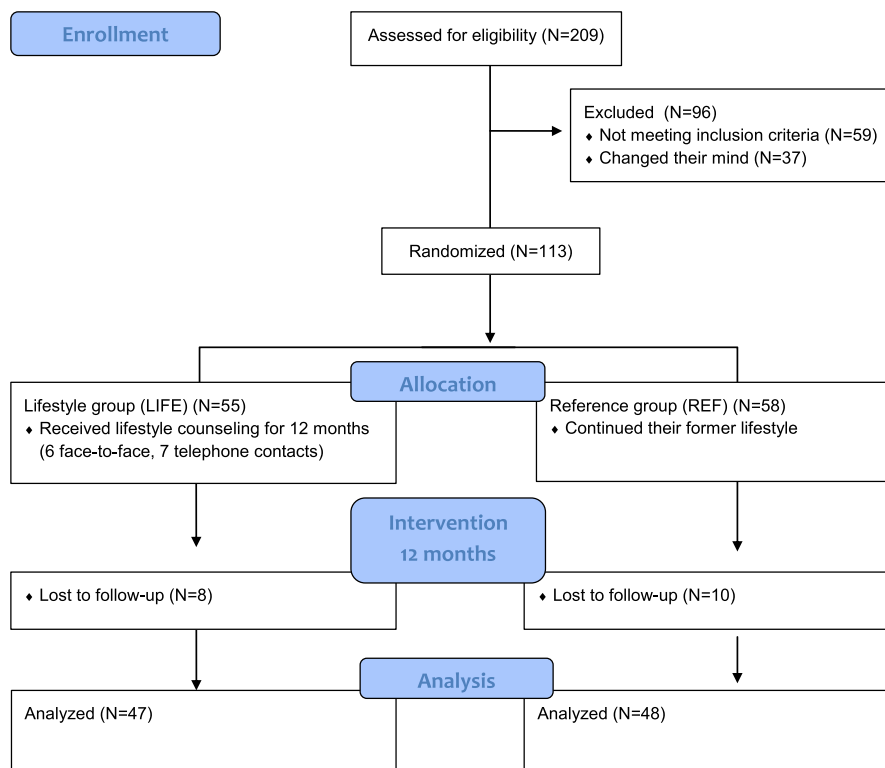 Enrollment
Assessed for eligibility (N=209)
Excluded (N=96)
♦ Not meeting inclusion criteria (N=59)
♦ Changed their mind (N=37)
Randomized (N=113)
Allocation
Lifestyle group (LIFE) (N=55)
♦ Received lifestyle counseling for 12 months
(6 face-to-face, 7 telephone contacts)
Reference group (REF) (N=58)
♦ Continued their former lifestyle
Intervention
12 months
♦ Lost to follow-up (N=8)
♦ Lost to follow-up (N=10)
Analysis
Analyzed (N=47)
Analyzed (N=48)